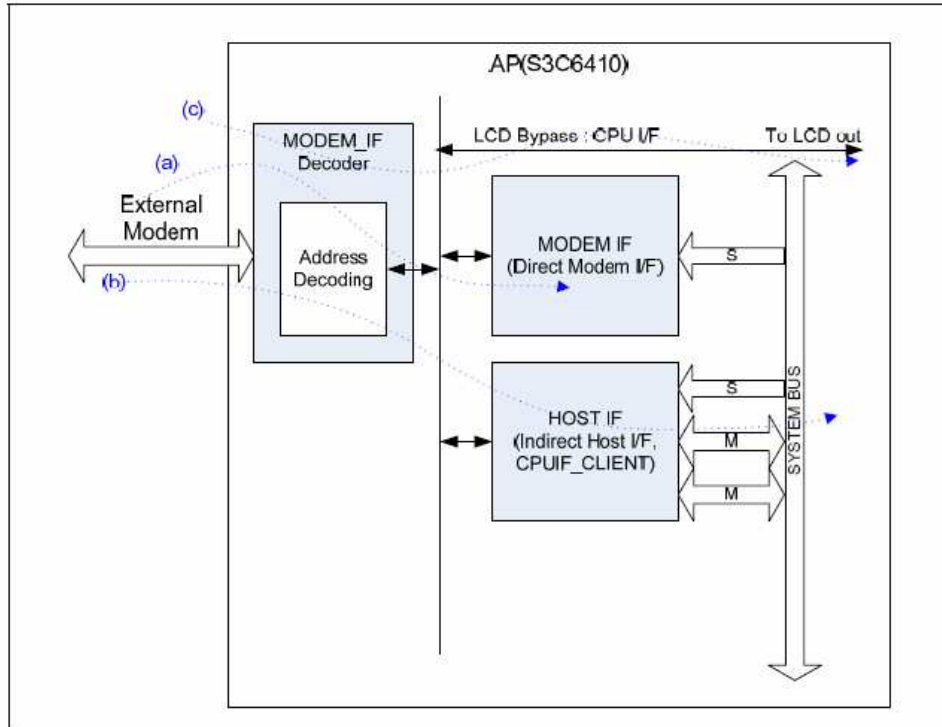 AP(S3C6410)
(c)
MODEM_IF
Decoder
LCD Bypass : CPU I/F
To LCD out
(a)
External
Modem
Address
Decoding
MODEM IF
(Direct Modem I/F)
S
(b)
S
HOST IF
(Indirect Host I/F,
CPUIF_CLIENT)
M
M
SYSTEM BUS